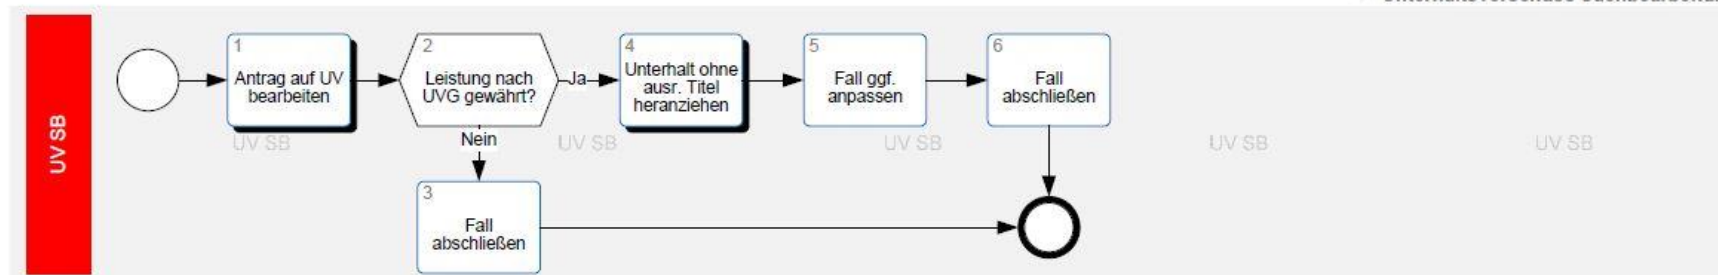 UV SB
1
Antrag auf UV
bearbeiten
2
Leistung nach
UVG gewährt?
Ja
4
Unterhalt ohne
ausr. Titel
heranziehen
5
Fall ggf.
anpassen
6
Fall
abschließen
Nein
UV SB
UV SB
UV SB
UV SB
UV SB
3
Fall
abschließen